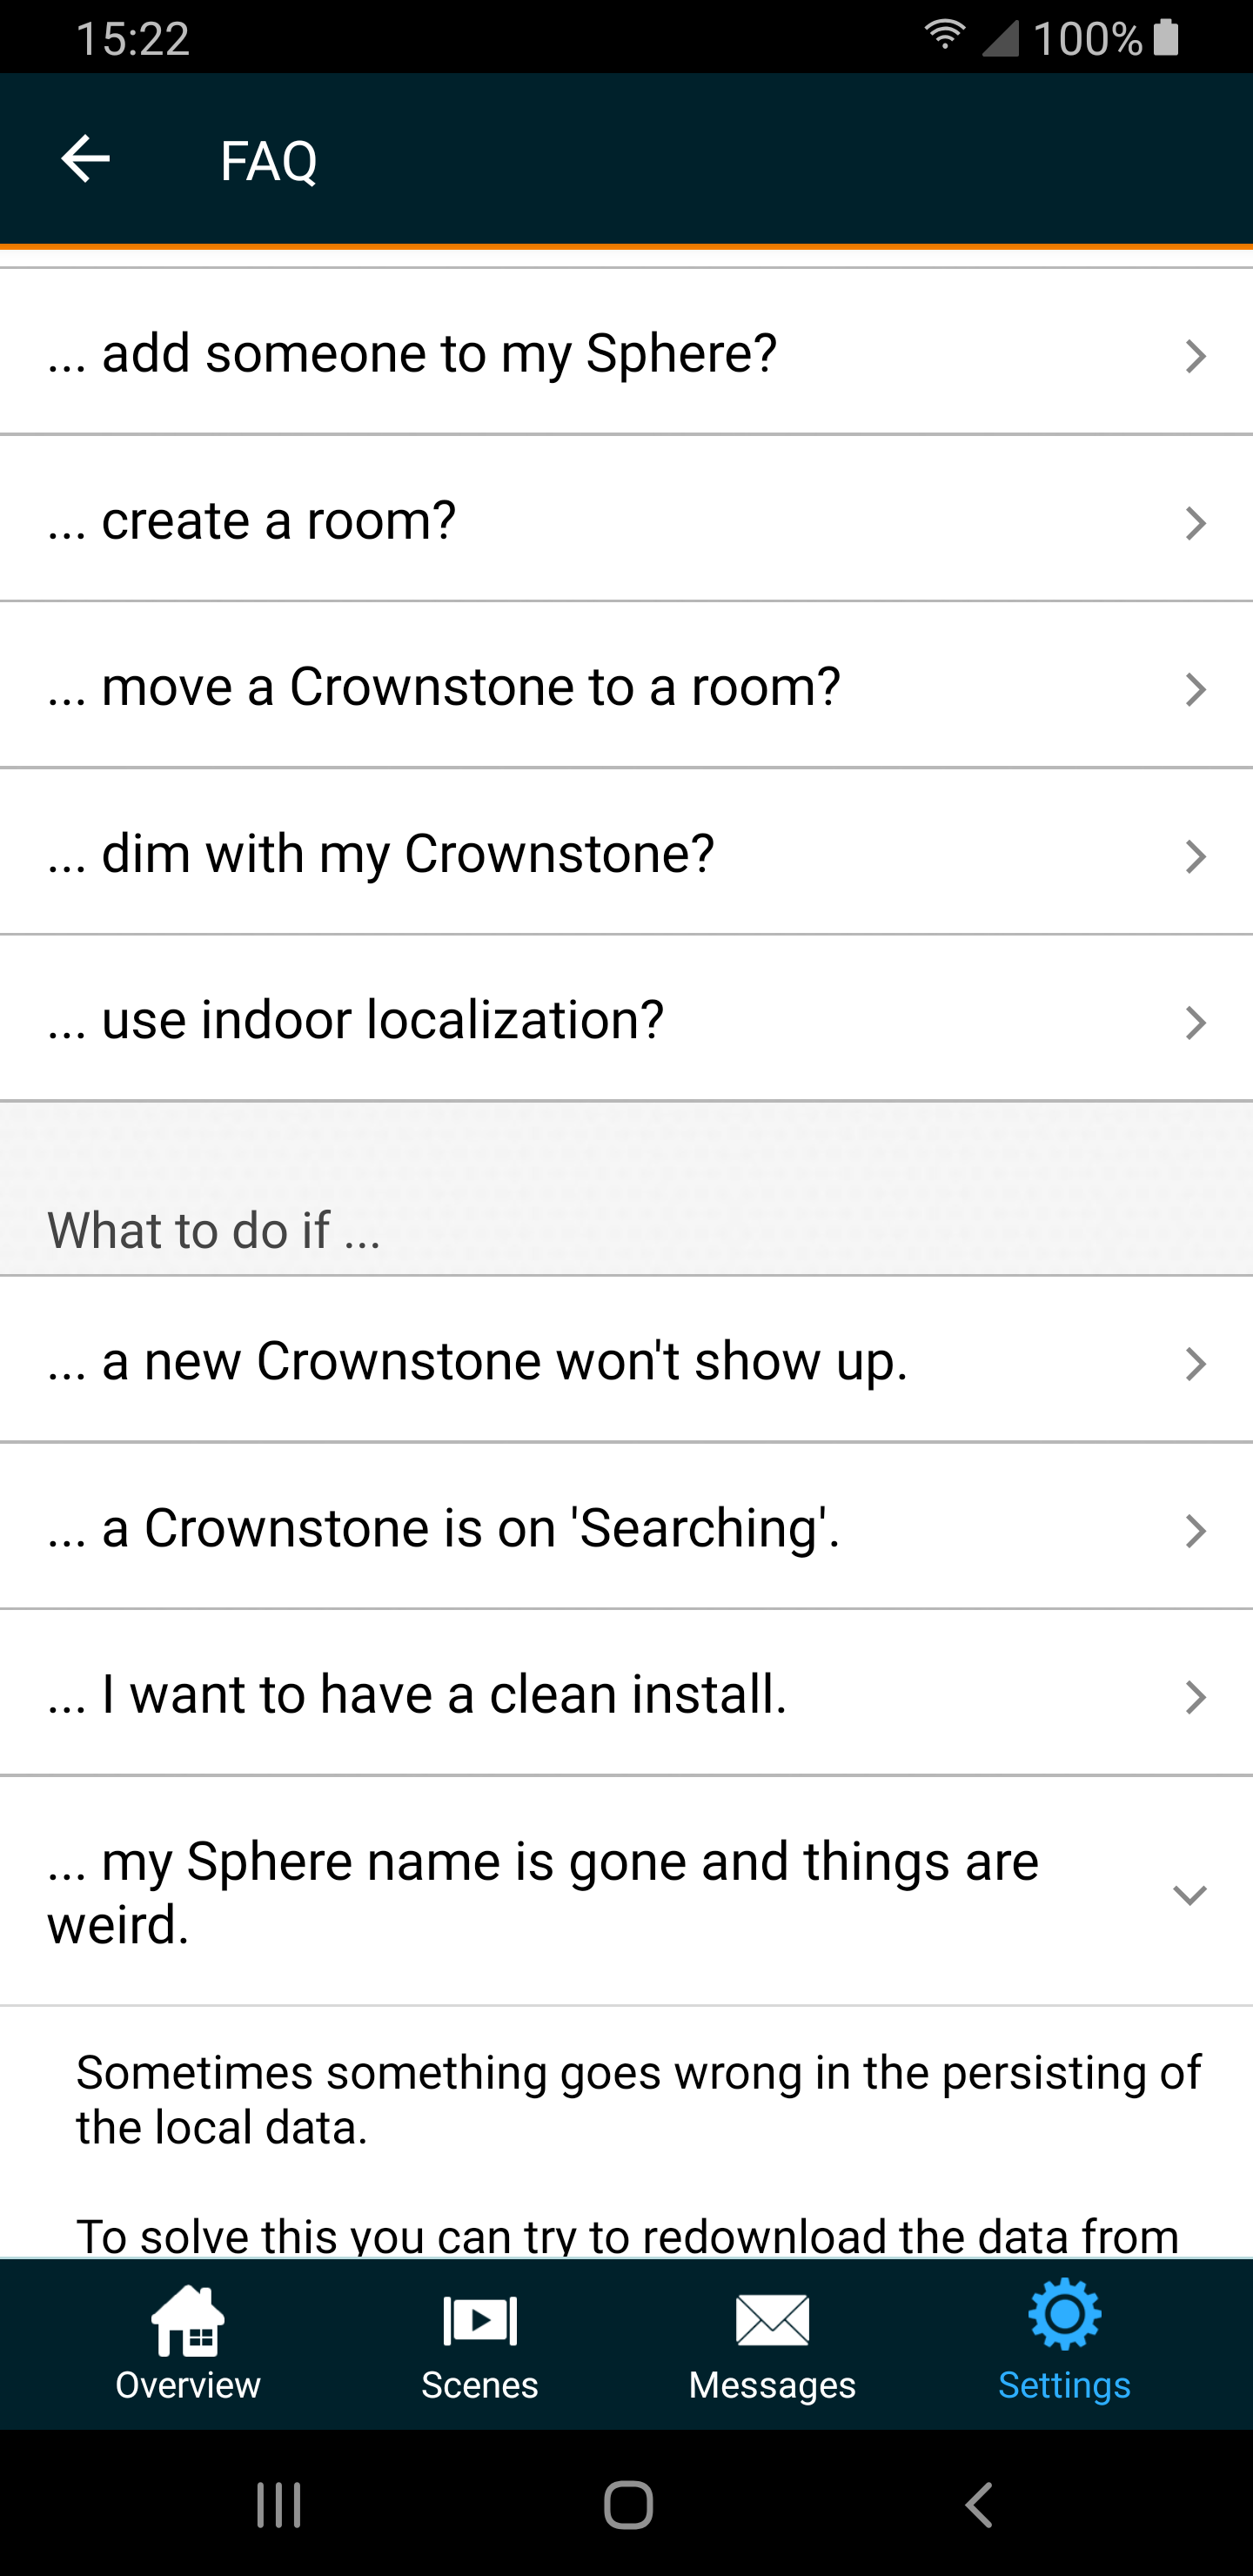 15:22
100%
FAQ
... add someone to my Sphere?
... create a room?
... move a Crownstone to a room?
... dim with my Crownstone?
... use indoor localization?
What to do if ...
... a new Crownstone won't show up.
... a Crownstone is on 'Searching'.
... I want to have a clean install.
... my Sphere name is gone and things are
weird.
Sometimes something goes wrong in the persisting of
the local data.
To solve this you can try to redownload the data from
Overview
Scenes
Messages
Settings